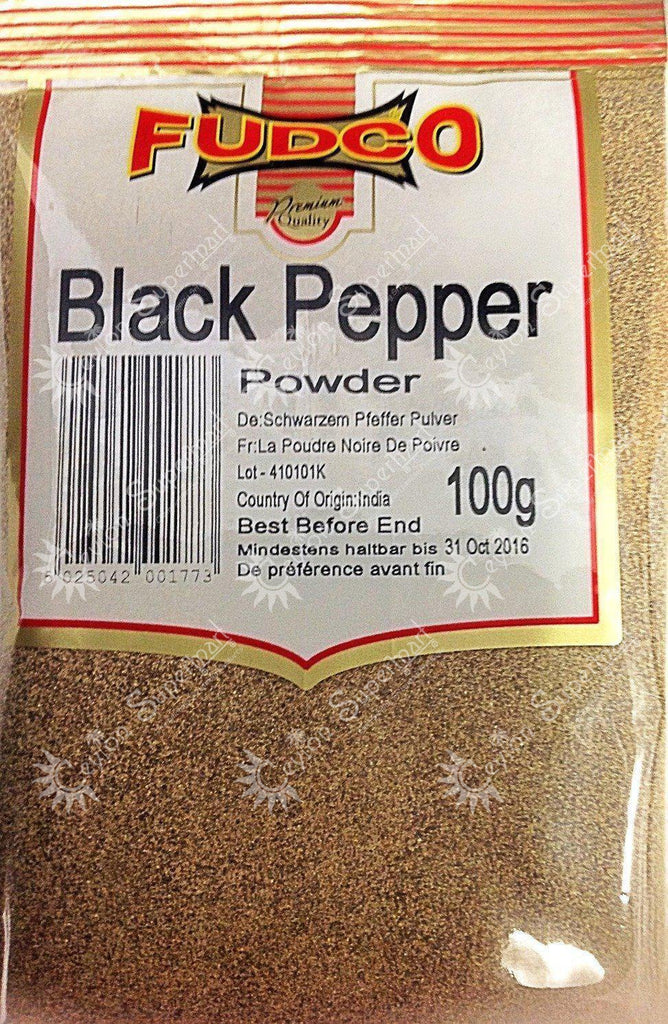 FUDCO
Premium
Quality
Black Pepper
Powder
De:Schwarzem Pfeffer Pulver
Fr:La Poudre Noire De Poivre
Lot - 410101K
Country Of Origin:India
100g
Best Before End
Mindestens haltbar bis 31 Oct 2016
De préférence avant fin
5 025042 001773
Ceylon Supermart